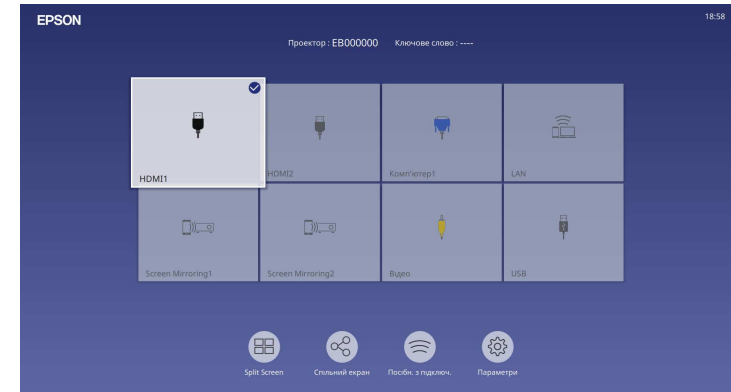 EPSON
18:58
Проектор : EB000000 Ключове слово : ----
HDMI1
HDMI2
Комп'ютер1
LAN
Screen Mirroring1
Screen Mirroring2
Відео
USB
Split Screen
Спільний екран
Посібн. з підключ.
Параметри